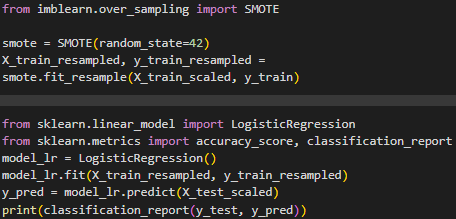 from imblearn.over_sampling import SMOTE
smote = SMOTE(random_state=42)
X_train_resampled, y_train_resampled =
smote.fit_resample(X_train_scaled, y_train)
from sklearn.linear_model import LogisticRegression
from sklearn.metrics import accuracy_score, classification_report
model_lr = LogisticRegression()
model_lr.fit(X_train_resampled, y_train_resampled)
y_pred = model_lr.predict(X_test_scaled)
print(classification_report(y_test, y_pred))